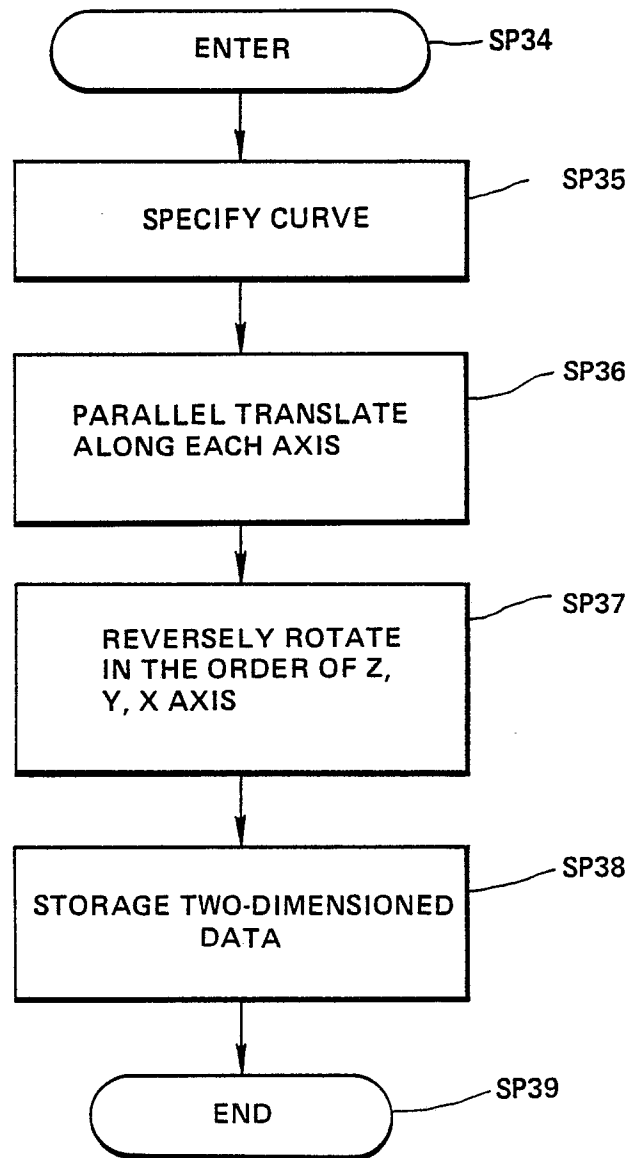 ENTER
SP34
SPECIFY CURVE
SP35
PARALLEL TRANSLATE
ALONG EACH AXIS
SP36
REVERSELY ROTATE
IN THE ORDER OF Z,
Y, X AXIS
SP37
STORAGE TWO-DIMENSIONED
DATA
SP38
END
SP39